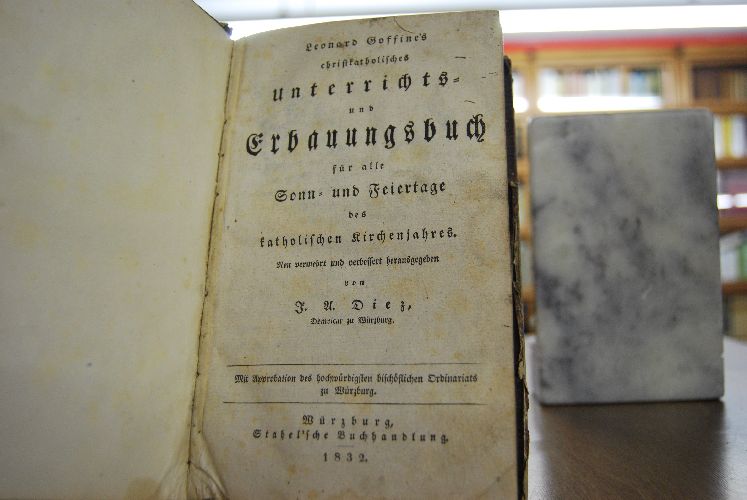 Leonard Goffine's
christkatholisches
Unterrichts-
und
Erbauungsbuch
für alle
Sonn- und Feiertage
des
katholischen Kirchenjahres.
Neu vermehrt und verbessert herausgegeben
von
J. A. Diez,
Domvicar zu Würzburg.
Mit Approbation des hochwürdigsten bischöflichen Ordinariats
zu Würzburg.
Würzburg,
Stahel'sche Buchhandlung.
1832.